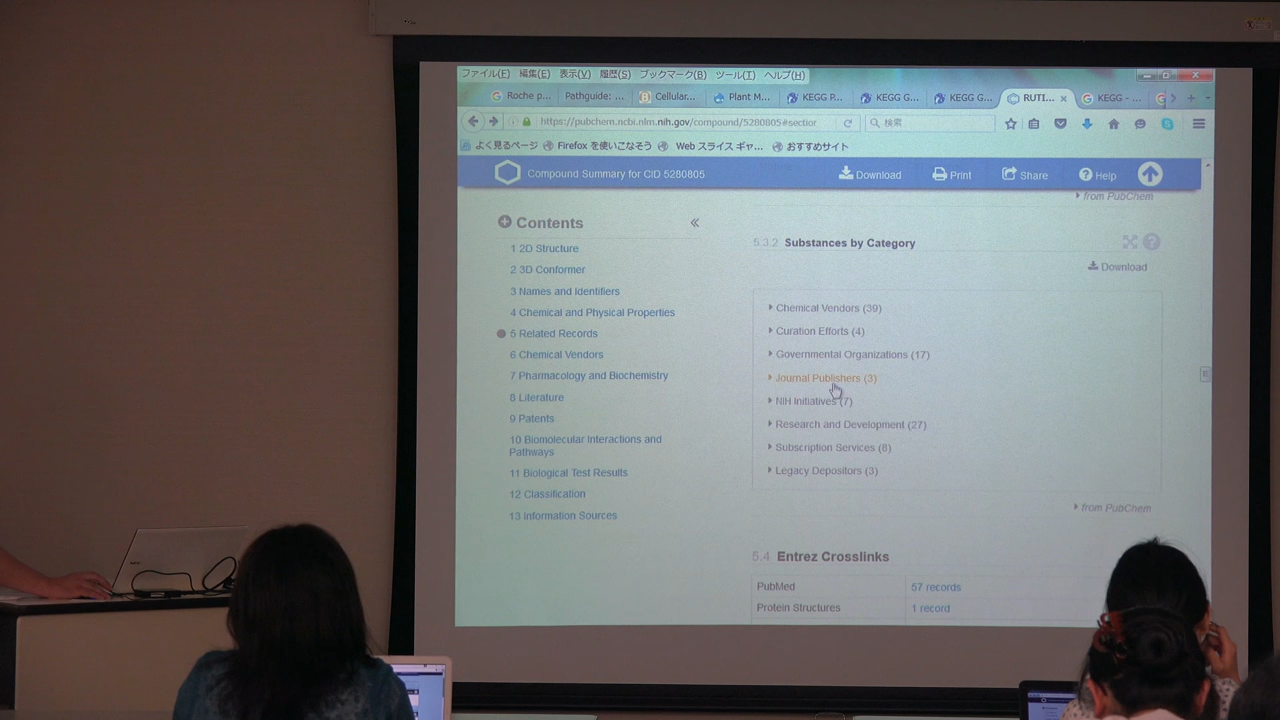 ファイル(F) 編集(E) 表示(V) 履歴(S) ブックマーク(B) ツール(T) ヘルプ(H)
Roche p... Pathguide: ... Cellular... Plant M... KEGG P... KEGG G... KEGG G... RUTI... KEGG - ...
https://pubchem.ncbi.nlm.nih.gov/compound/5280805#section 検索
よく見るページ Firefox を使いこなそう Web スライス ギャ... おすすめサイト
Compound Summary for CID 5280805 Download Print Share Help
from PubChem
Contents
1 2D Structure
2 3D Conformer
3 Names and Identifiers
4 Chemical and Physical Properties
5 Related Records
6 Chemical Vendors
7 Pharmacology and Biochemistry
8 Literature
9 Patents
10 Biomolecular Interactions and
Pathways
11 Biological Test Results
12 Classification
13 Information Sources
5.3.2 Substances by Category
Download
Chemical Vendors (39)
Curation Efforts (4)
Governmental Organizations (17)
Journal Publishers (3)
NIH Initiatives (7)
Research and Development (27)
Subscription Services (8)
Legacy Depositors (3)
from PubChem
5.4 Entrez Crosslinks
PubMed 57 records
Protein Structures 1 record